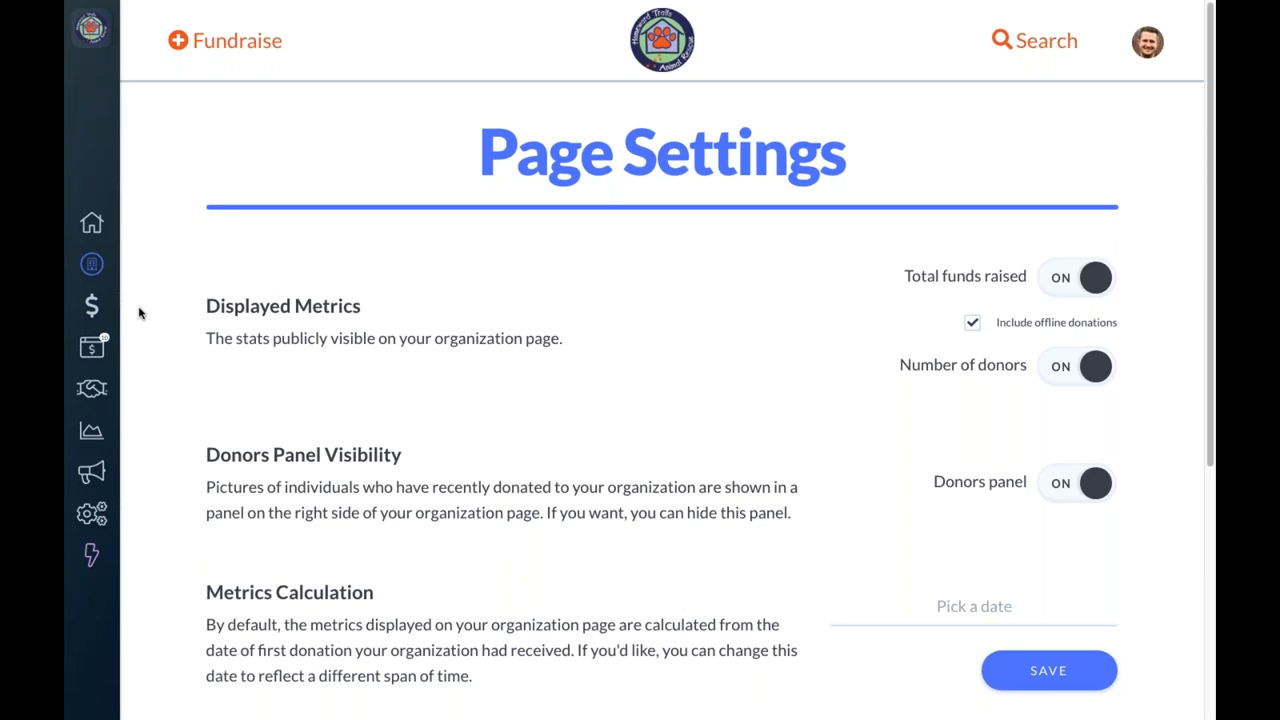 Fundraise
Homeward Trails
Animal Rescue
Search
Page Settings
Total funds raised ON
Displayed Metrics
Include offline donations
The stats publicly visible on your organization page.
Number of donors ON
Donors Panel Visibility
Pictures of individuals who have recently donated to your organization are shown in a
Donors panel ON
panel on the right side of your organization page. If you want, you can hide this panel.
Metrics Calculation
Pick a date
By default, the metrics displayed on your organization page are calculated from the
date of first donation your organization had received. If you'd like, you can change this
date to reflect a different span of time.
SAVE